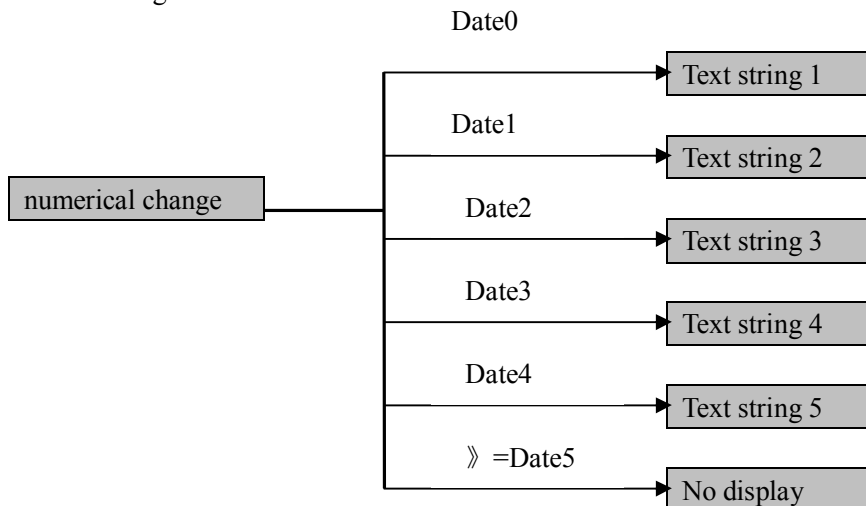 Date0
Text string 1
Date1
Text string 2
numerical change
Date2
Text string 3
Date3
Text string 4
Date4
Text string 5
》=Date5
No display